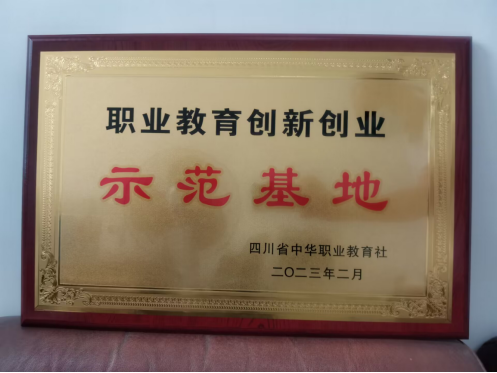 职业教育创新创业
示范基地
四川省中华职业教育社
二〇二三年二月